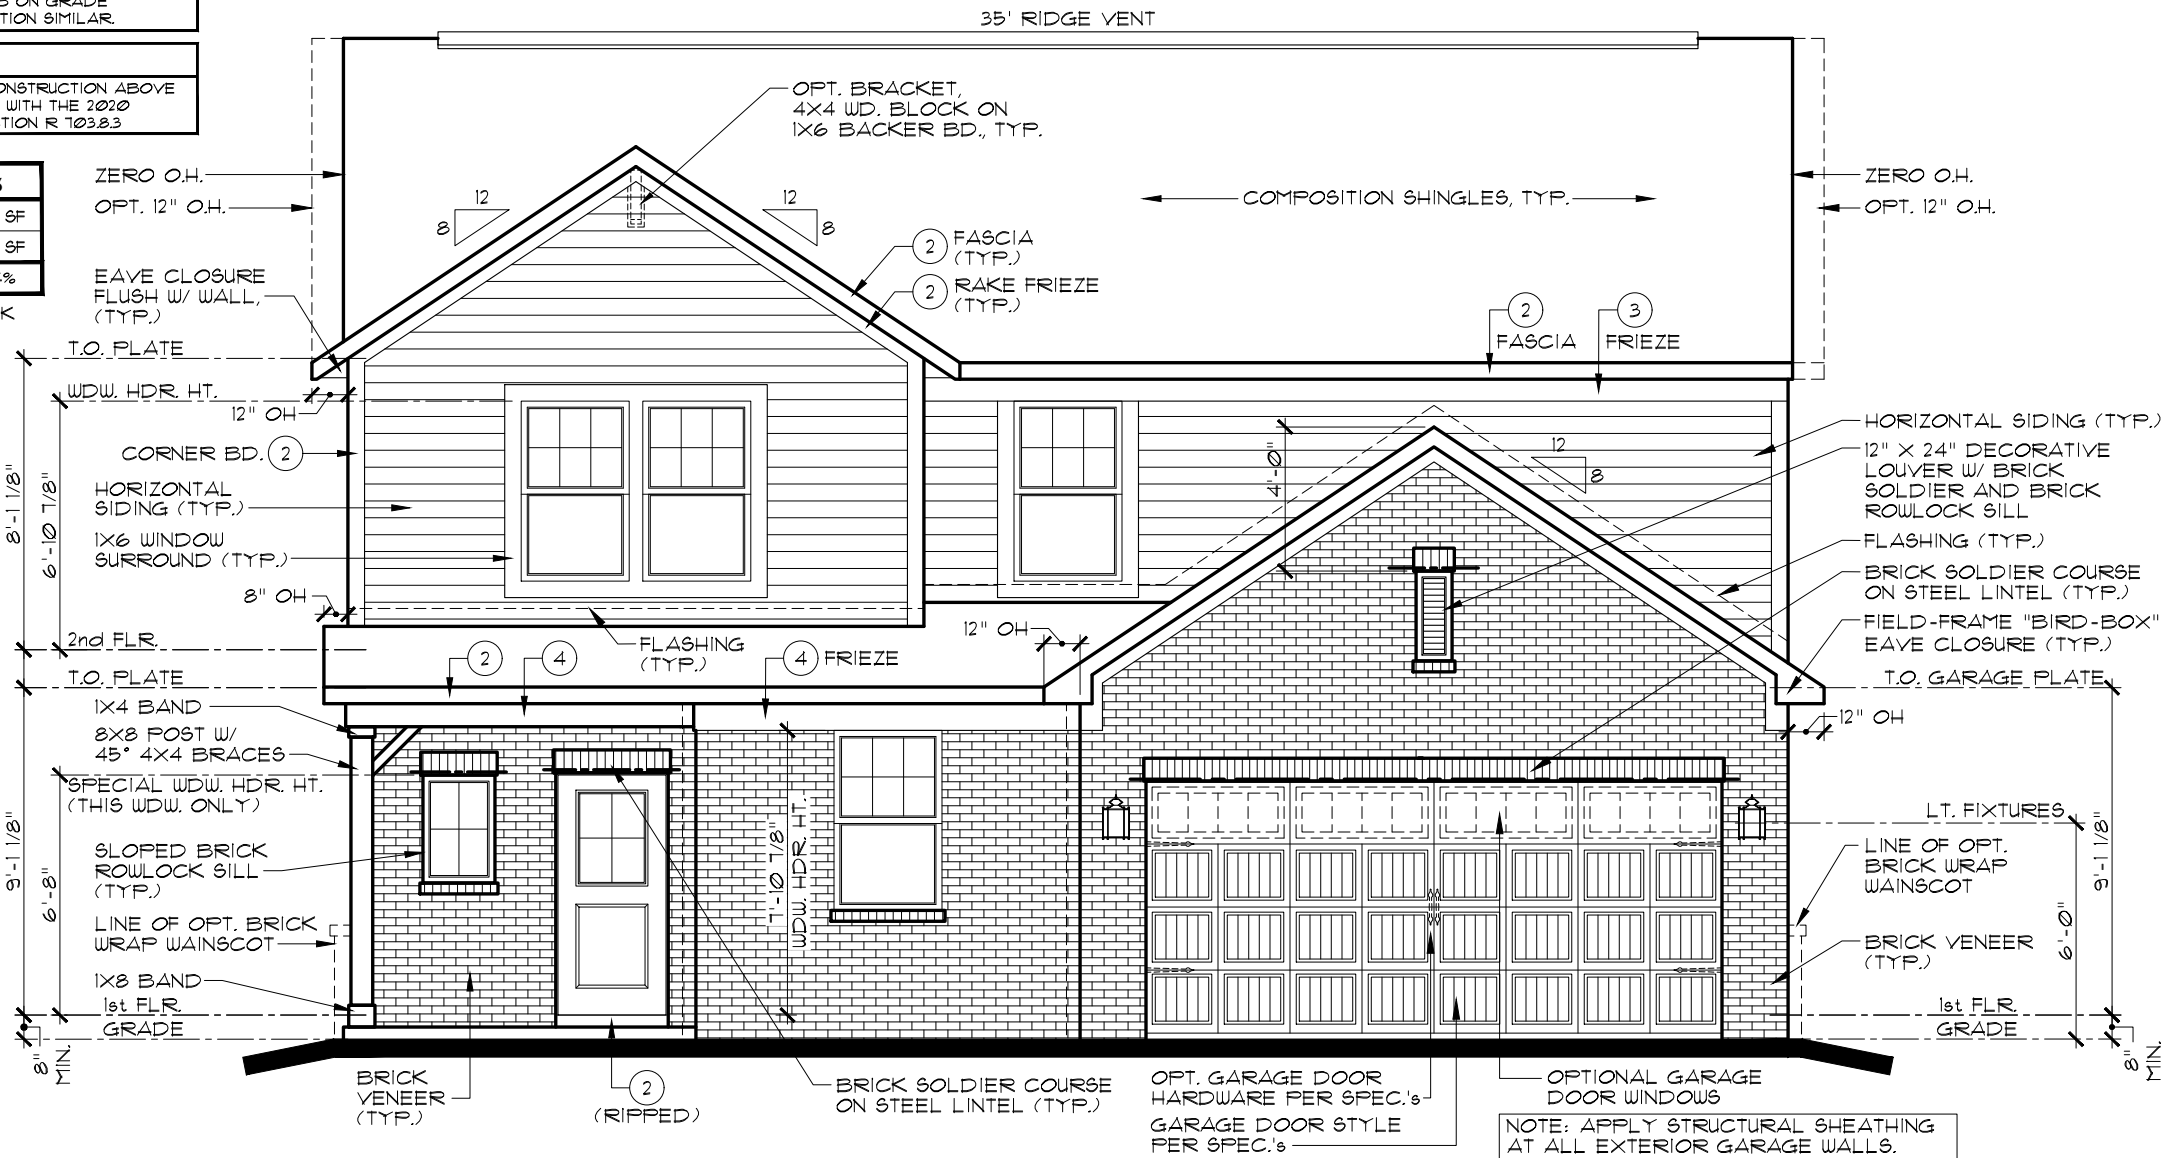 ON GRADE
TION SIMILAR.
CONSTRUCTION ABOVE
WITH THE 2020
TION R 703.8.3
SF
SF
%
35' RIDGE VENT
OPT. BRACKET,
4X4 WD. BLOCK ON
1X6 BACKER BD., TYP.
ZERO O.H.
OPT. 12" O.H.
12
8
12
8
COMPOSITION SHINGLES, TYP.
ZERO O.H.
OPT. 12" O.H.
2 FASCIA
(TYP.)
2 RAKE FRIEZE
(TYP.)
EAVE CLOSURE
FLUSH W/ WALL,
(TYP.)
2
FASCIA
3
FRIEZE
T.O. PLATE
WDW. HDR. HT.
12" OH
CORNER BD. 2
HORIZONTAL
SIDING (TYP.)
1X6 WINDOW
SURROUND (TYP.)
8" OH
8'-1 1/8"
6'-10 7/8"
2nd FLR.
T.O. PLATE
FLASHING
(TYP.)
2
4
4 FRIEZE
12" OH
4'-0"
12
8
HORIZONTAL SIDING (TYP.)
12" X 24" DECORATIVE
LOUVER W/ BRICK
SOLDIER AND BRICK
ROWLOCK SILL
FLASHING (TYP.)
BRICK SOLDIER COURSE
ON STEEL LINTEL (TYP.)
FIELD-FRAME "BIRD-BOX"
EAVE CLOSURE (TYP.)
T.O. GARAGE PLATE
12" OH
1X4 BAND
8X8 POST W/
45° 4X4 BRACES
SPECIAL WDW. HDR. HT.
(THIS WDW. ONLY)
SLOPED BRICK
ROWLOCK SILL
(TYP.)
LINE OF OPT. BRICK
WRAP WAINSCOT
1X8 BAND
1st FLR.
GRADE
9'-1 1/8"
6'-8"
8"
MIN.
7'-10 7/8"
WDW. HDR. HT.
LT. FIXTURES
LINE OF OPT.
BRICK WRAP
WAINSCOT
BRICK VENEER
(TYP.)
1st FLR.
GRADE
6'-0"
9'-1 1/8"
8"
MIN.
BRICK
VENEER
(TYP.)
2
(RIPPED)
BRICK SOLDIER COURSE
ON STEEL LINTEL (TYP.)
OPT. GARAGE DOOR
HARDWARE PER SPEC.'s
GARAGE DOOR STYLE
PER SPEC.'s
OPTIONAL GARAGE
DOOR WINDOWS
NOTE: APPLY STRUCTURAL SHEATHING
AT ALL EXTERIOR GARAGE WALLS.